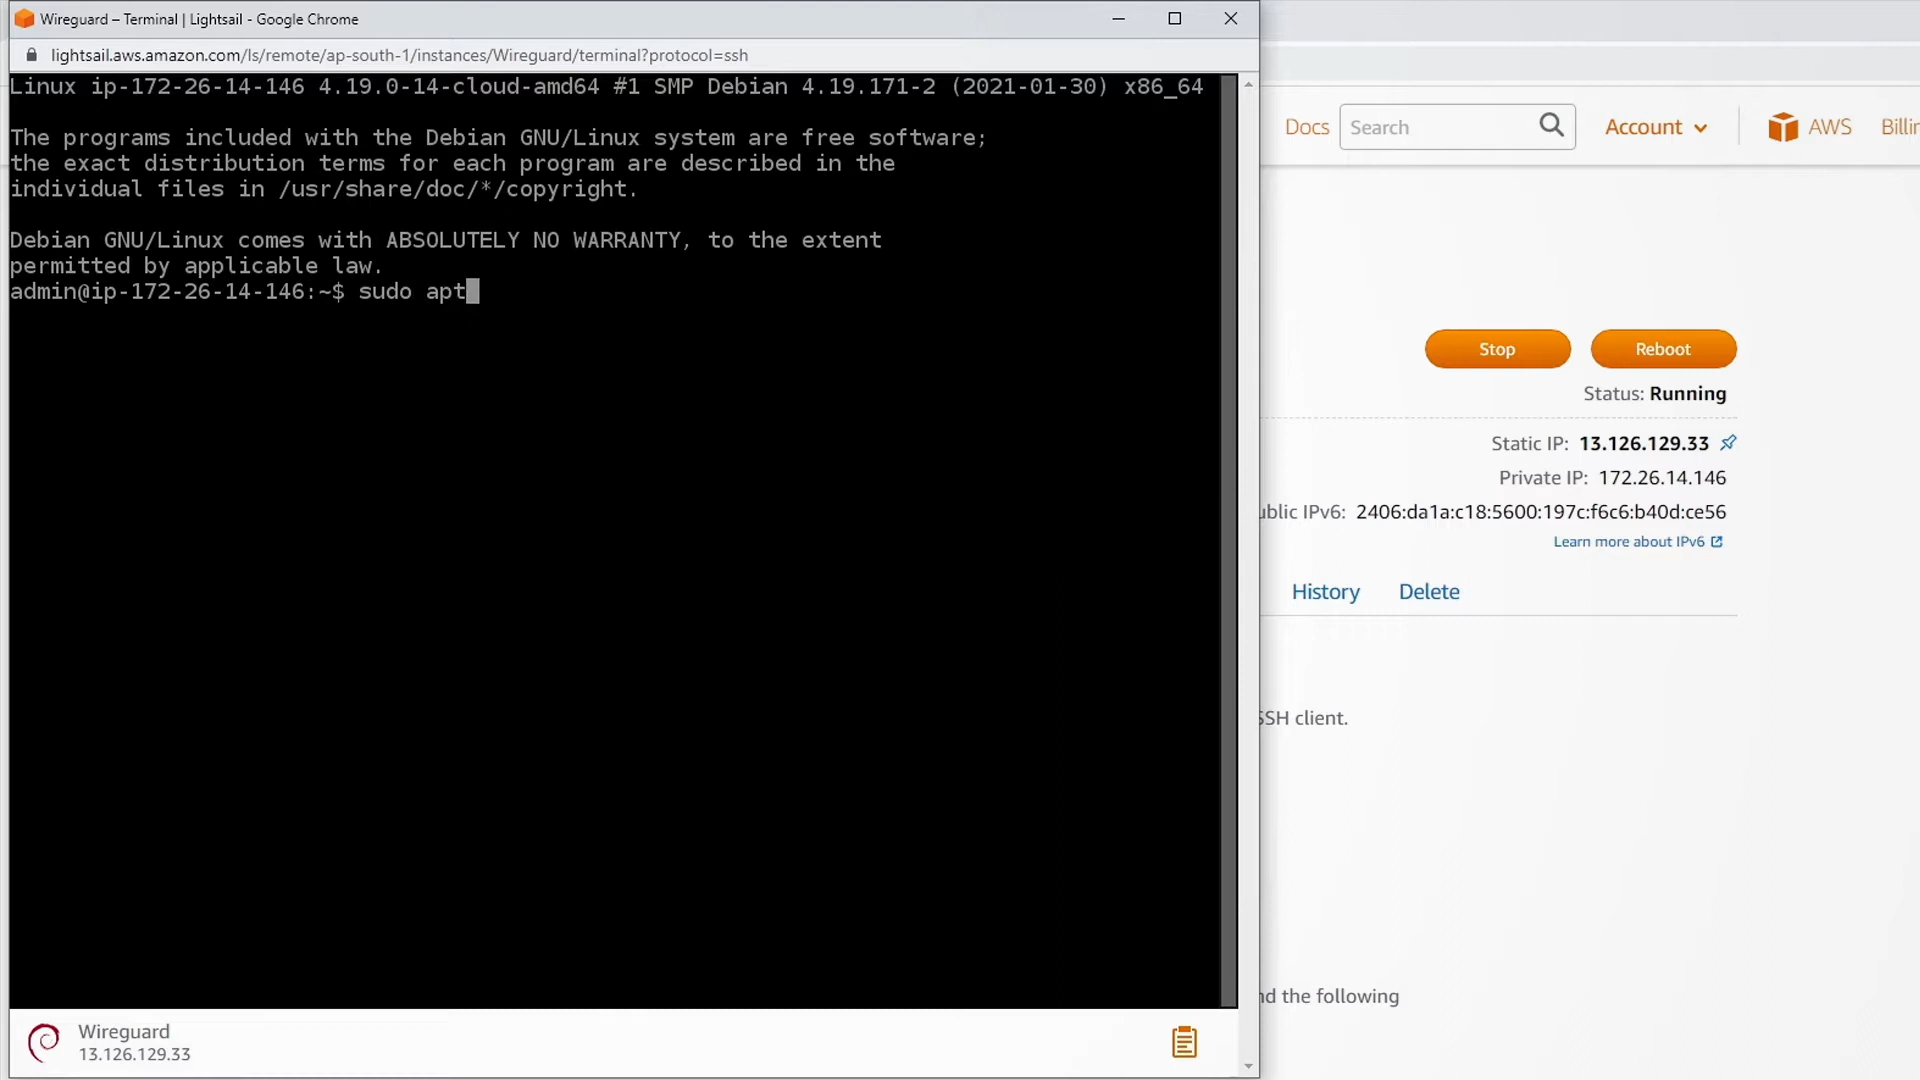 Wireguard – Terminal | Lightsail - Google Chrome
lightsail.aws.amazon.com/ls/remote/ap-south-1/instances/Wireguard/terminal?protocol=ssh
Linux ip-172-26-14-146 4.19.0-14-cloud-amd64 #1 SMP Debian 4.19.171-2 (2021-01-30) x86_64
The programs included with the Debian GNU/Linux system are free software;
the exact distribution terms for each program are described in the
individual files in /usr/share/doc/*/copyright.
Debian GNU/Linux comes with ABSOLUTELY NO WARRANTY, to the extent
permitted by applicable law.
admin@ip-172-26-14-146:~$ sudo apt
Wireguard
13.126.129.33
Docs Search Account AWS Billin
Stop Reboot
Status: Running
Static IP: 13.126.129.33
Private IP: 172.26.14.146
ublic IPv6: 2406:da1a:c18:5600:197c:f6c6:b40d:ce56
Learn more about IPv6
History Delete
SSH client.
nd the following